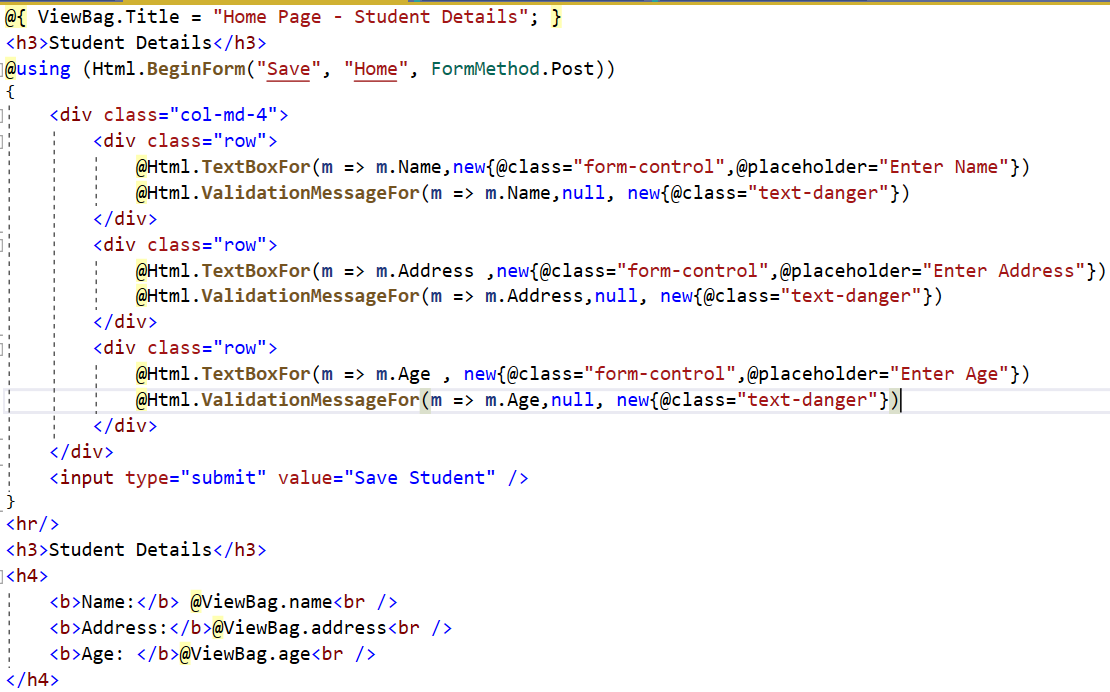 @{ ViewBag.Title = "Home Page - Student Details"; }
<h3>Student Details</h3>
@using (Html.BeginForm("Save", "Home", FormMethod.Post))
{
    <div class="col-md-4">
        <div class="row">
            @Html.TextBoxFor(m => m.Name,new{@class="form-control",@placeholder="Enter Name"})
            @Html.ValidationMessageFor(m => m.Name,null, new{@class="text-danger"})
        </div>
        <div class="row">
            @Html.TextBoxFor(m => m.Address ,new{@class="form-control",@placeholder="Enter Address"})
            @Html.ValidationMessageFor(m => m.Address,null, new{@class="text-danger"})
        </div>
        <div class="row">
            @Html.TextBoxFor(m => m.Age , new{@class="form-control",@placeholder="Enter Age"})
            @Html.ValidationMessageFor(m => m.Age,null, new{@class="text-danger"})
        </div>
    </div>
    <input type="submit" value="Save Student" />
}
<hr/>
<h3>Student Details</h3>
<h4>
    <b>Name:</b> @ViewBag.name<br />
    <b>Address:</b>@ViewBag.address<br />
    <b>Age: </b>@ViewBag.age<br />
</h4>